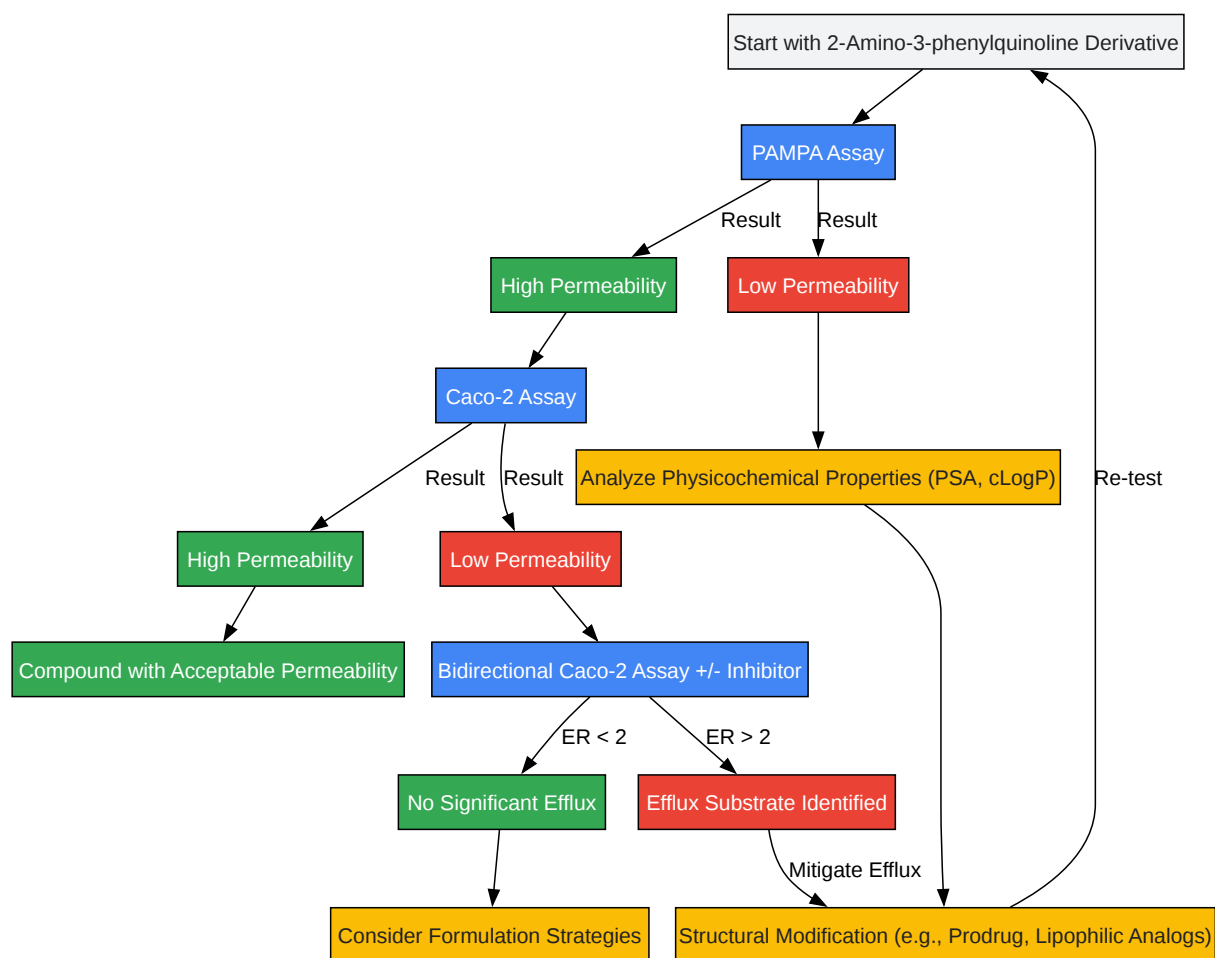 Start with 2-Amino-3-phenylquinoline Derivative
PAMPA Assay
Result
Result
High Permeability
Low Permeability
Caco-2 Assay
Result
Result
Analyze Physicochemical Properties (PSA, cLogP)
Re-test
High Permeability
Low Permeability
Compound with Acceptable Permeability
Bidirectional Caco-2 Assay +/- Inhibitor
ER < 2
ER > 2
No Significant Efflux
Efflux Substrate Identified
Mitigate Efflux
Consider Formulation Strategies
Structural Modification (e.g., Prodrug, Lipophilic Analogs)